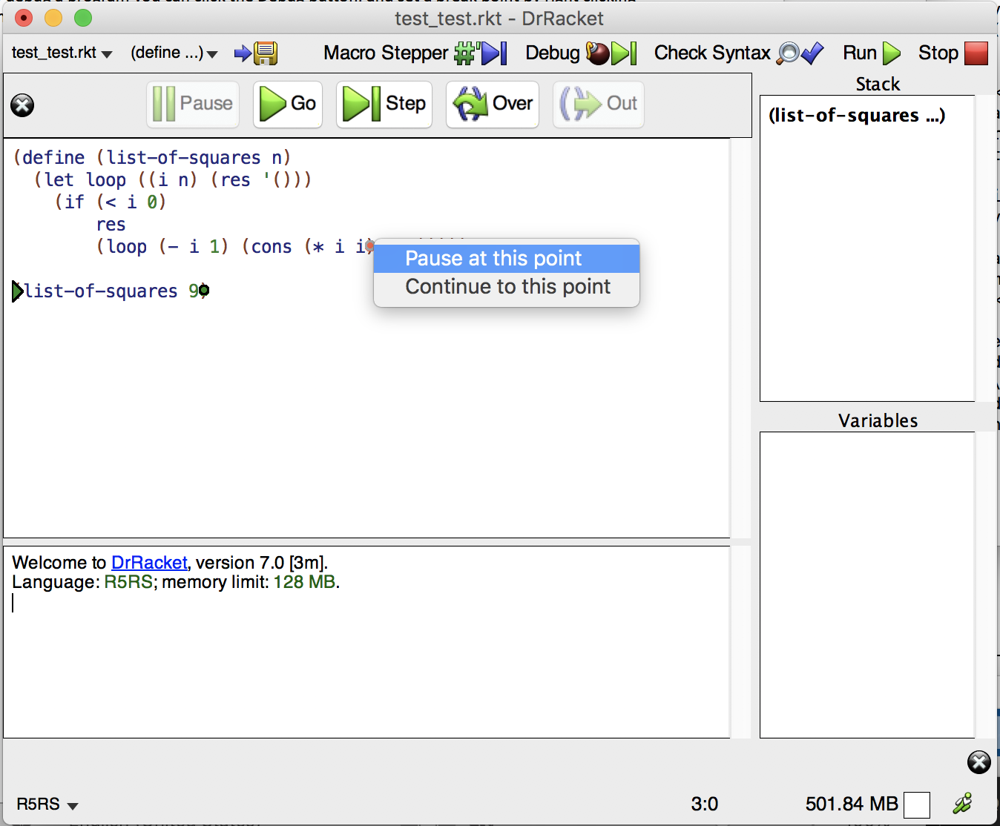 test_test.rkt - DrRacket
test_test.rkt (define ...) Macro Stepper Debug Check Syntax Run Stop
Pause Go Step Over Out
Stack
(list-of-squares ...)
(define (list-of-squares n)
(let loop ((i n) (res '()))
(if (< i 0)
res
(loop (- i 1) (cons (* i i)
Pause at this point
Continue to this point
list-of-squares 9)
Variables
Welcome to DrRacket, version 7.0 [3m].
Language: R5RS; memory limit: 128 MB.
R5RS 3:0 501.84 MB